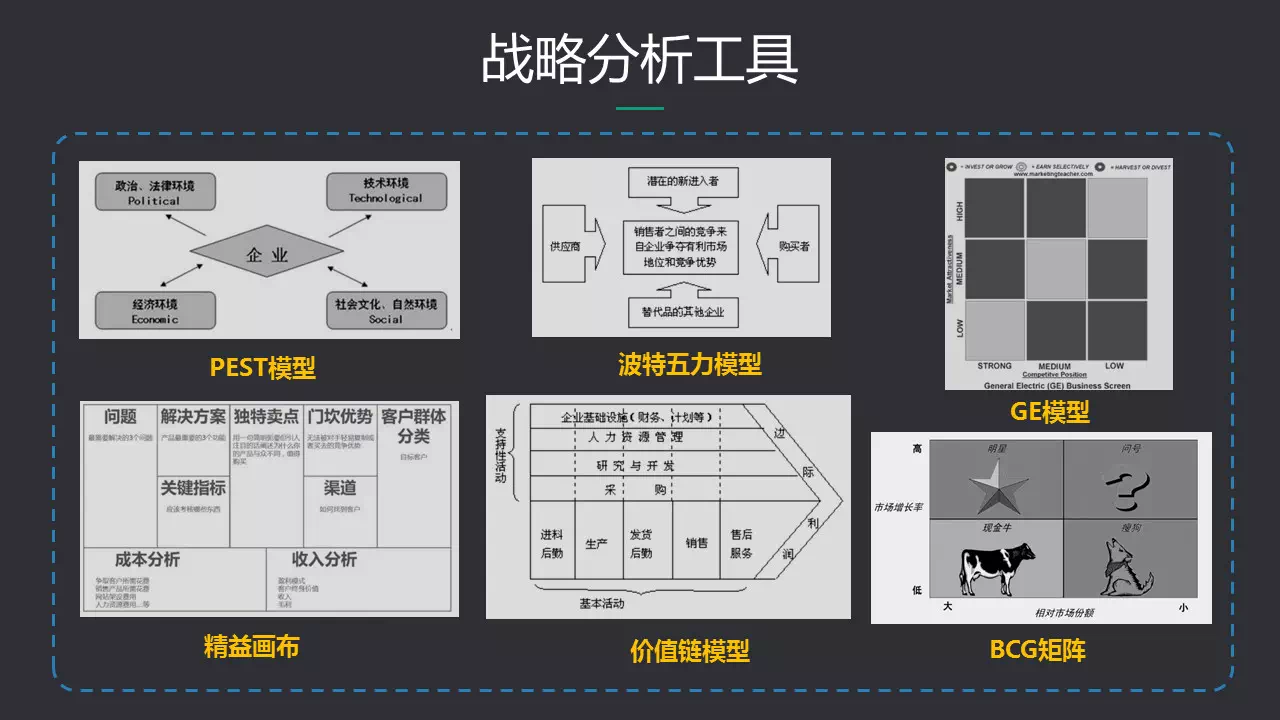 战略分析工具
政治、法律环境
Political
技术环境
Technological
企 业
经济环境
Economic
社会文化、自然环境
Social
PEST模型
潜在的新进入者
供应商
销售者之间的竞争来
自企业争夺有利市场
地位和竞争优势
购买者
替代品的其他企业
波特五力模型
= INVEST OR GROW
= EARN SELECTIVELY
= HARVEST OR DIVEST
www.marketingteacher.com
Market Attractiveness
HIGH
MEDIUM
LOW
STRONG
MEDIUM
LOW
Competitve Position
General Electric (GE) Business Screen
GE模型
问题
最需要解决的3个问题
解决方案
产品最重要的3个功能
独特卖点
用一句简明扼要但引人
注目的话阐述为什么你
的产品与众不同，值得
购买
门坎优势
无法被对手轻易复制或
者买去的竞争优势
客户群体
分类
目标客户
关键指标
应该考核哪些东西
渠道
如何找到客户
成本分析
争取客户所需花费
销售产品所需花费
网站架设费用
人力资源费用...等
收入分析
盈利模式
客户终身价值
收入
毛利
精益画布
支持性活动
企业基础设施（财务、计划等）
人 力 资 源 管 理
研 究 与 开 发
采 购
进料
后勤
生产
发货
后勤
销售
售后
服务
边
际
利
润
基本活动
价值链模型
高
市场增长率
低
明星
问号
现金牛
瘦狗
大
相对市场份额
小
BCG矩阵